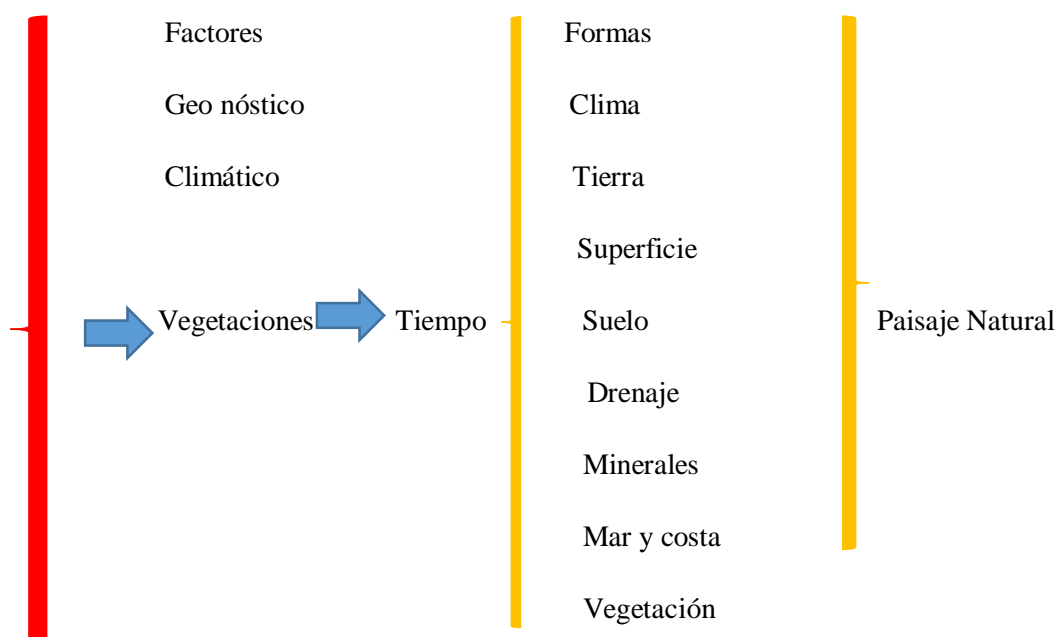 Factores
Geo nóstico
Climático
Vegetaciones
Tiempo
Formas
Clima
Tierra
Superficie
Suelo
Drenaje
Minerales
Mar y costa
Vegetación
Paisaje Natural